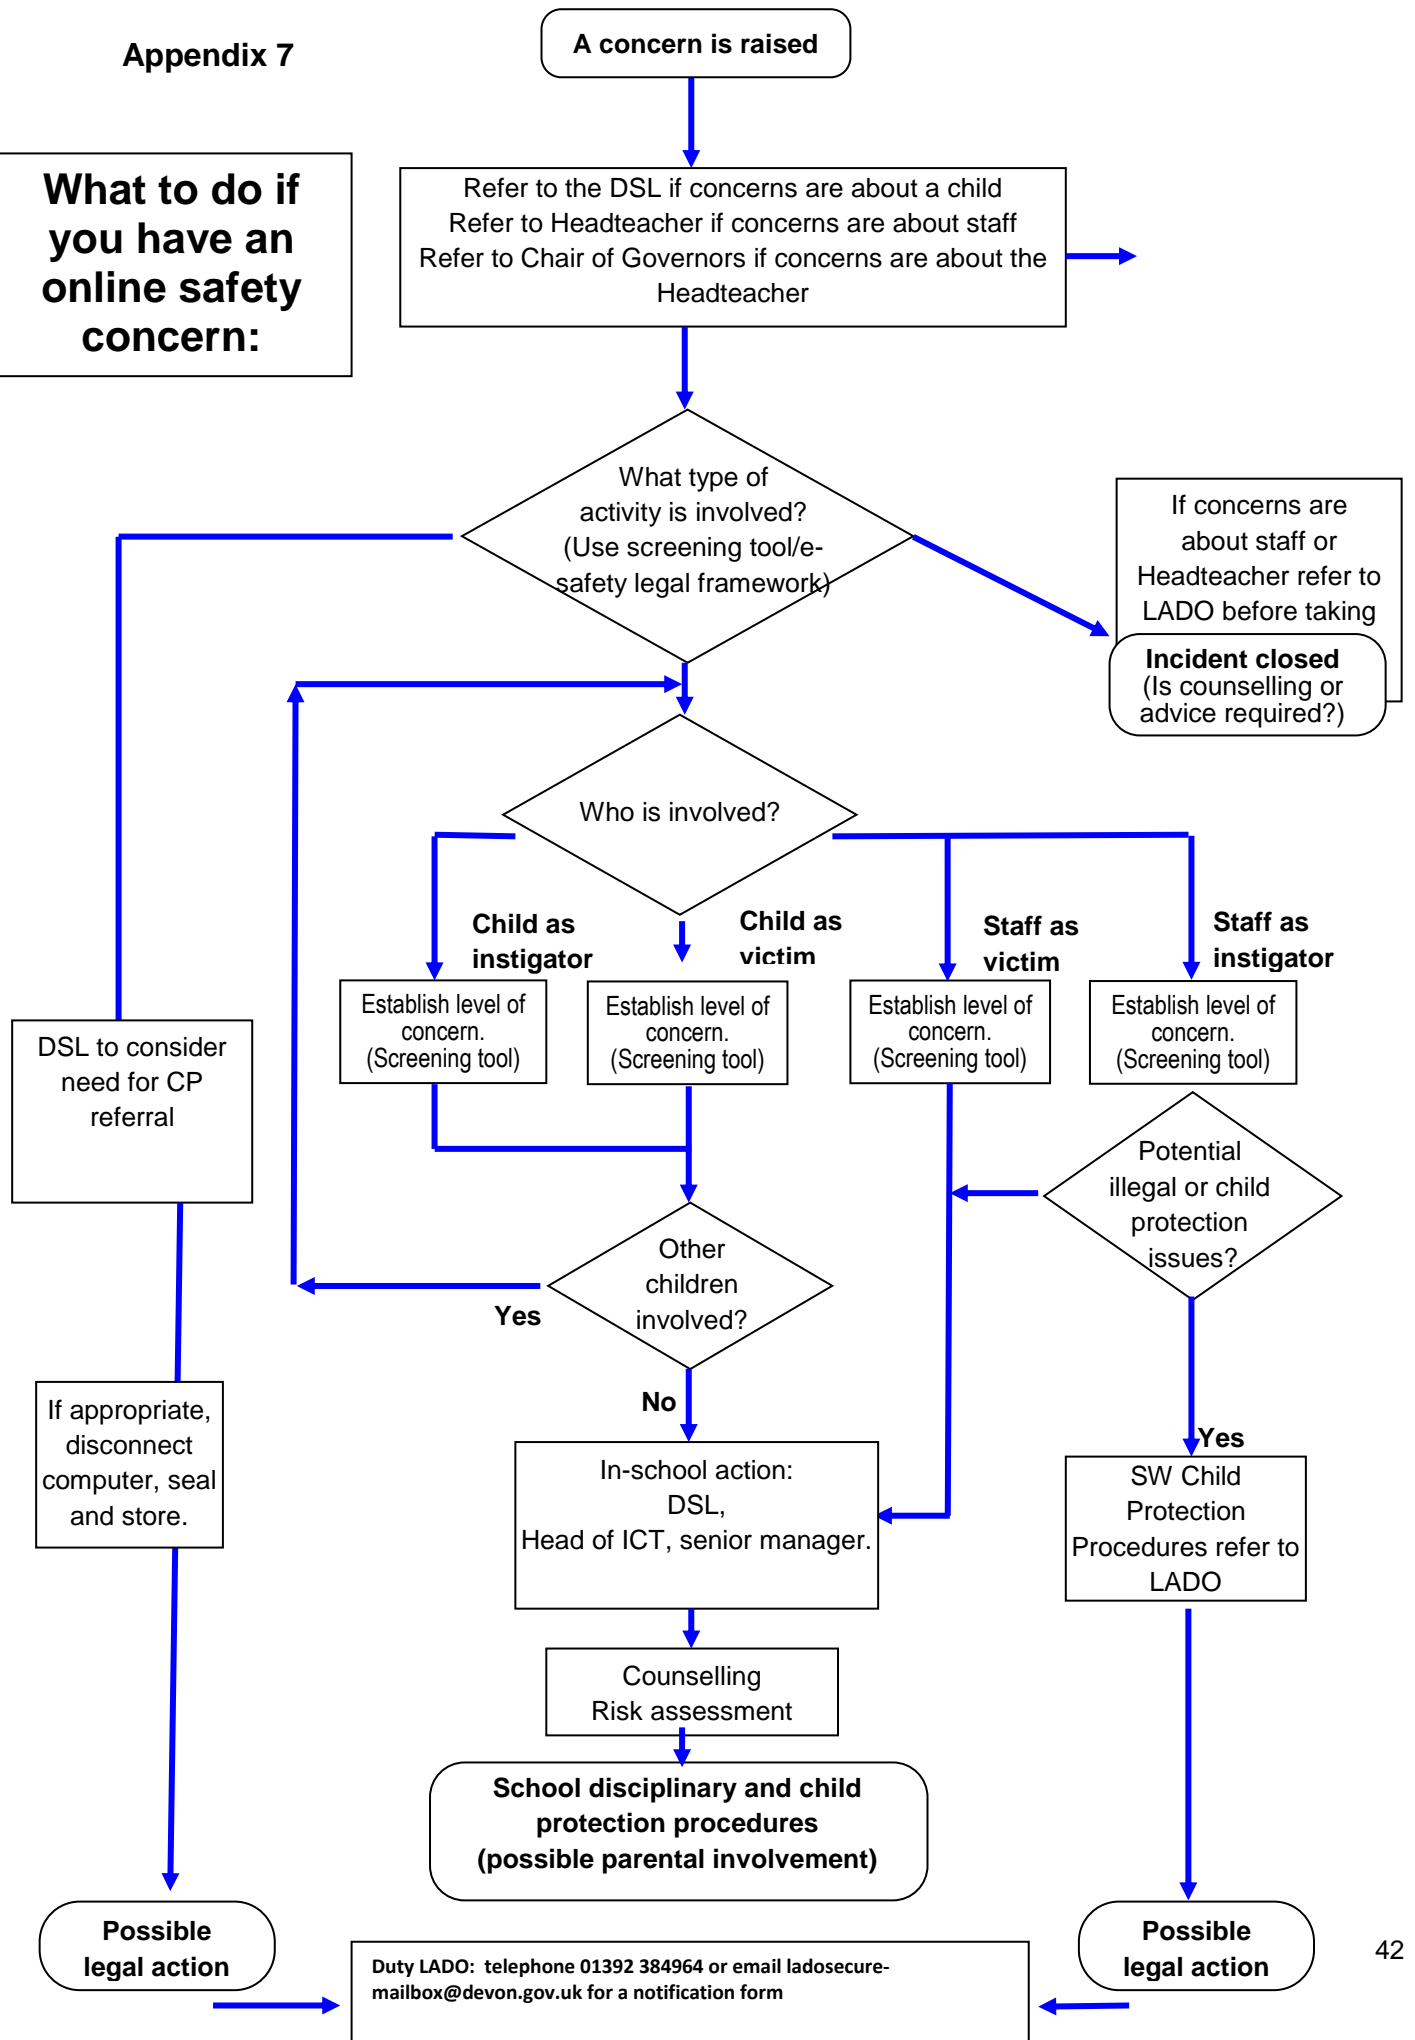 Appendix 7
A concern is raised
What to do if
you have an
online safety
concern:
Refer to the DSL if concerns are about a child
Refer to Headteacher if concerns are about staff
Refer to Chair of Governors if concerns are about the
Headteacher
What type of
activity is involved?
(Use screening tool/e-
safety legal framework)
If concerns are
about staff or
Headteacher refer to
LADO before taking
Incident closed
(Is counselling or
advice required?)
Who is involved?
Child as
instigator
Child as
victim
Staff as
victim
Staff as
instigator
Establish level of
concern.
(Screening tool)
Establish level of
concern.
(Screening tool)
Establish level of
concern.
(Screening tool)
Establish level of
concern.
(Screening tool)
DSL to consider
need for CP
referral
Potential
illegal or child
protection
issues?
Other
children
involved?
Yes
No
If appropriate,
disconnect
computer, seal
and store.
In-school action:
DSL,
Head of ICT, senior manager.
Yes
SW Child
Protection
Procedures refer to
LADO
Counselling
Risk assessment
School disciplinary and child
protection procedures
(possible parental involvement)
Possible
legal action
Possible
legal action
Duty LADO: telephone 01392 384964 or email ladosecure-
mailbox@devon.gov.uk for a notification form
42